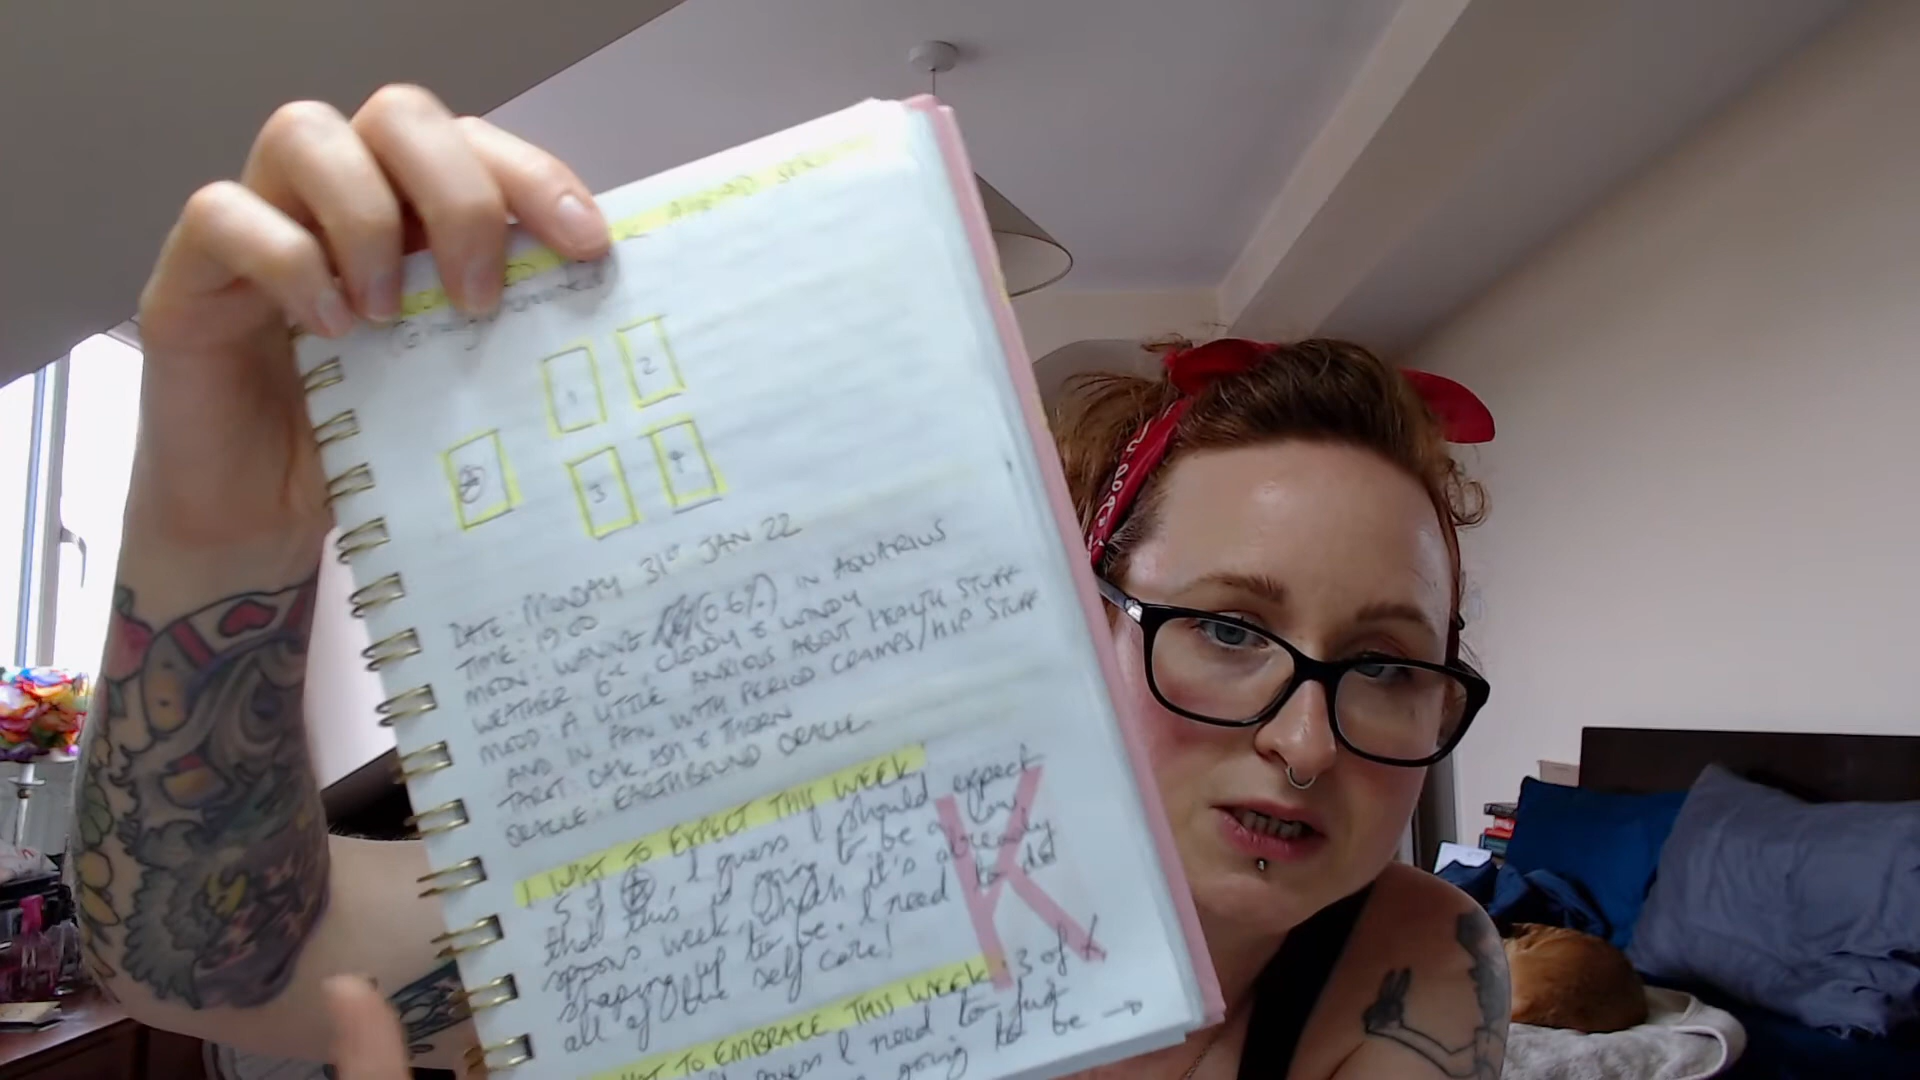 AHEAD
1
2
3
4
DATE: MONDAY 31ST JAN 22
TIME: 19:00
MOON: WANING (0.6%) IN AQUARIUS
WEATHER: 6°C, CLOUDY & WINDY
MOOD: A LITTLE ANXIOUS ABOUT HEALTH STUFF
AND IN PAIN WITH PERIOD CRAMPS/HIP STUFF
TAROT: OAK, ASH & THORN
ORACLE: EARTHBOUND ORACLE
1 WHAT TO EXPECT THIS WEEK
5 of, I guess I should expect
that this is going to be a low
spoons week, which it's already
shaping up to be. I need to do
all of the self care!
TO EMBRACE THIS WEEK: 3 of
guess I need to just
going to be →
K